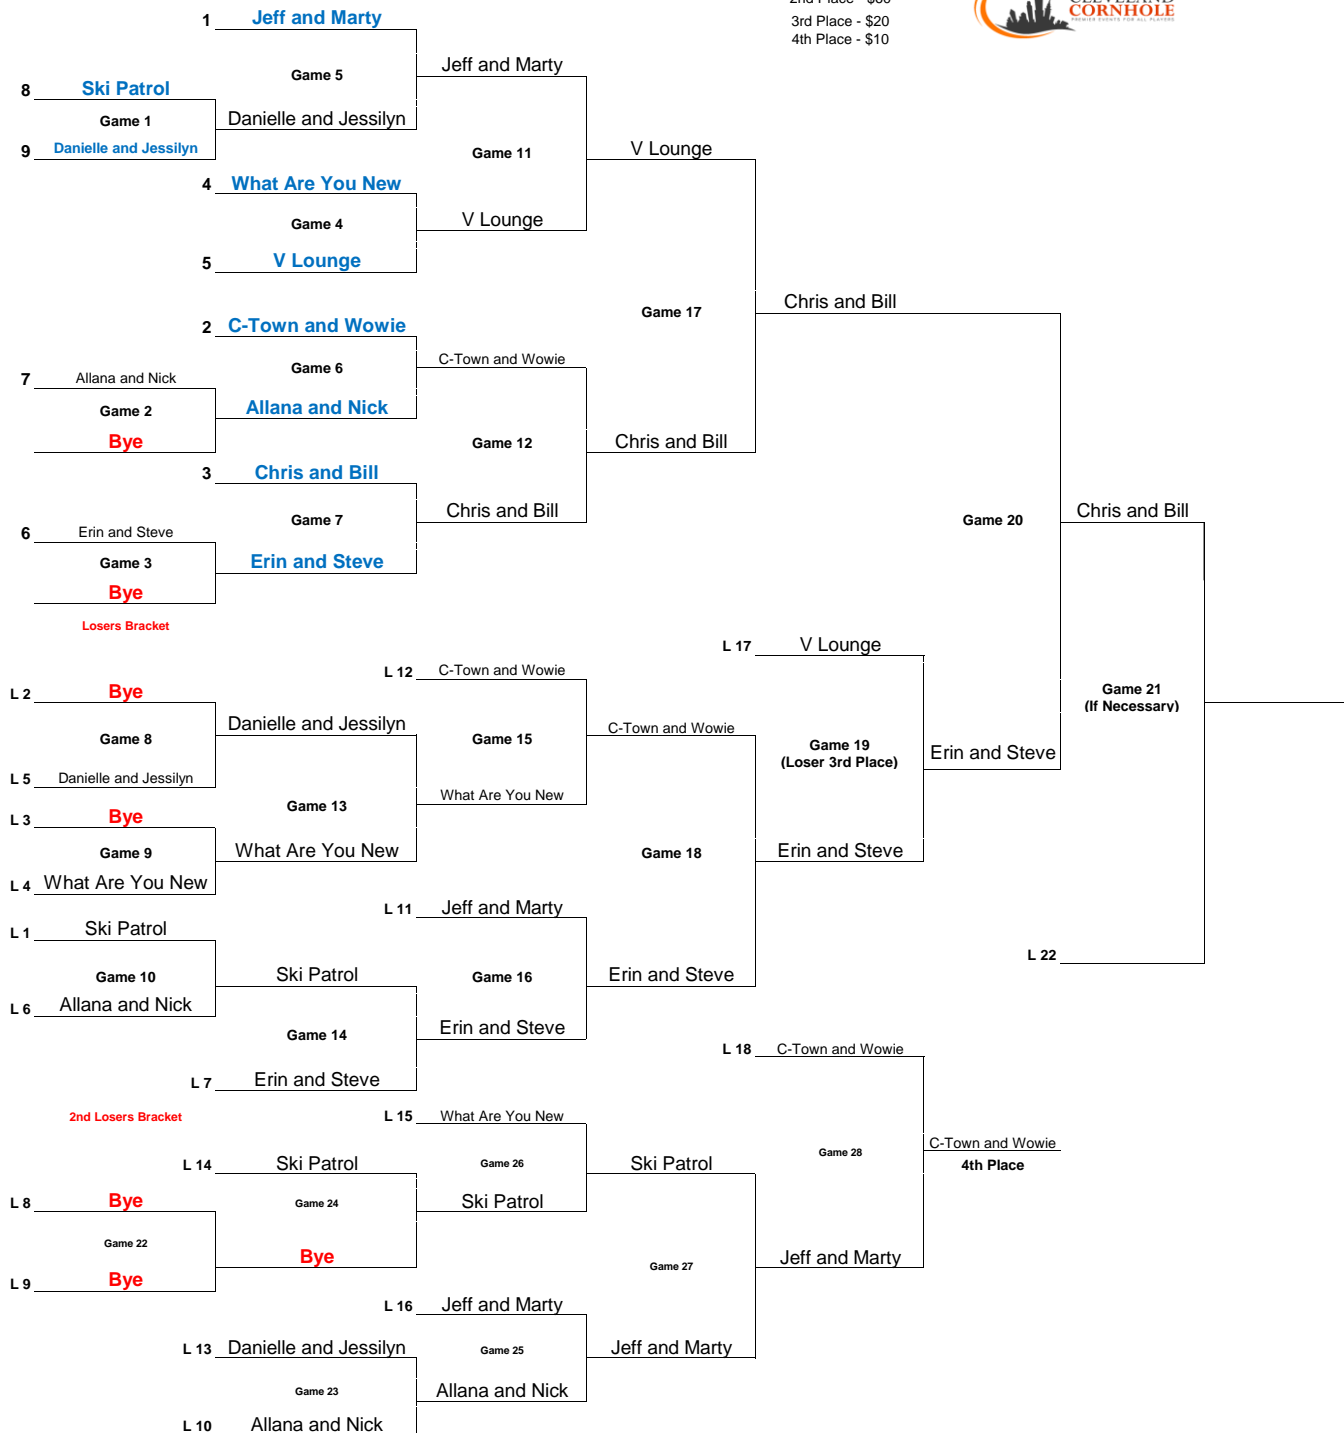 2nd Place - $30
3rd Place - $20
4th Place - $10
CLEVELAND
CORNHOLE
PREMIER EVENTS FOR ALL PLAYERS
1 Jeff and Marty
Game 5
Jeff and Marty
8 Ski Patrol
Game 1
Danielle and Jessilyn
9 Danielle and Jessilyn
Game 11
V Lounge
4 What Are You New
Game 4
V Lounge
5 V Lounge
Game 17
Chris and Bill
2 C-Town and Wowie
Game 6
C-Town and Wowie
7 Allana and Nick
Game 2
Allana and Nick
Bye
Game 12
Chris and Bill
3 Chris and Bill
Game 7
Chris and Bill
6 Erin and Steve
Game 3
Erin and Steve
Bye
Game 20
Chris and Bill
Losers Bracket
L 17 V Lounge
L 12 C-Town and Wowie
L 2 Bye
Game 8
Danielle and Jessilyn
L 5 Danielle and Jessilyn
Game 15
C-Town and Wowie
Game 19
(Loser 3rd Place)
Erin and Steve
Game 21
(If Necessary)
L 3 Bye
Game 13
What Are You New
Game 9
What Are You New
L 4 What Are You New
Game 18
Erin and Steve
L 11 Jeff and Marty
L 1 Ski Patrol
Game 10
Ski Patrol
L 6 Allana and Nick
Game 16
Erin and Steve
L 22
Game 14
Erin and Steve
L 7 Erin and Steve
L 18 C-Town and Wowie
2nd Losers Bracket
L 15 What Are You New
Game 26
Ski Patrol
Game 28
C-Town and Wowie
4th Place
L 14 Ski Patrol
Game 24
Ski Patrol
L 8 Bye
Game 22
Bye
L 9 Bye
Game 27
Jeff and Marty
L 16 Jeff and Marty
Game 25
Jeff and Marty
L 13 Danielle and Jessilyn
Game 23
Allana and Nick
L 10 Allana and Nick